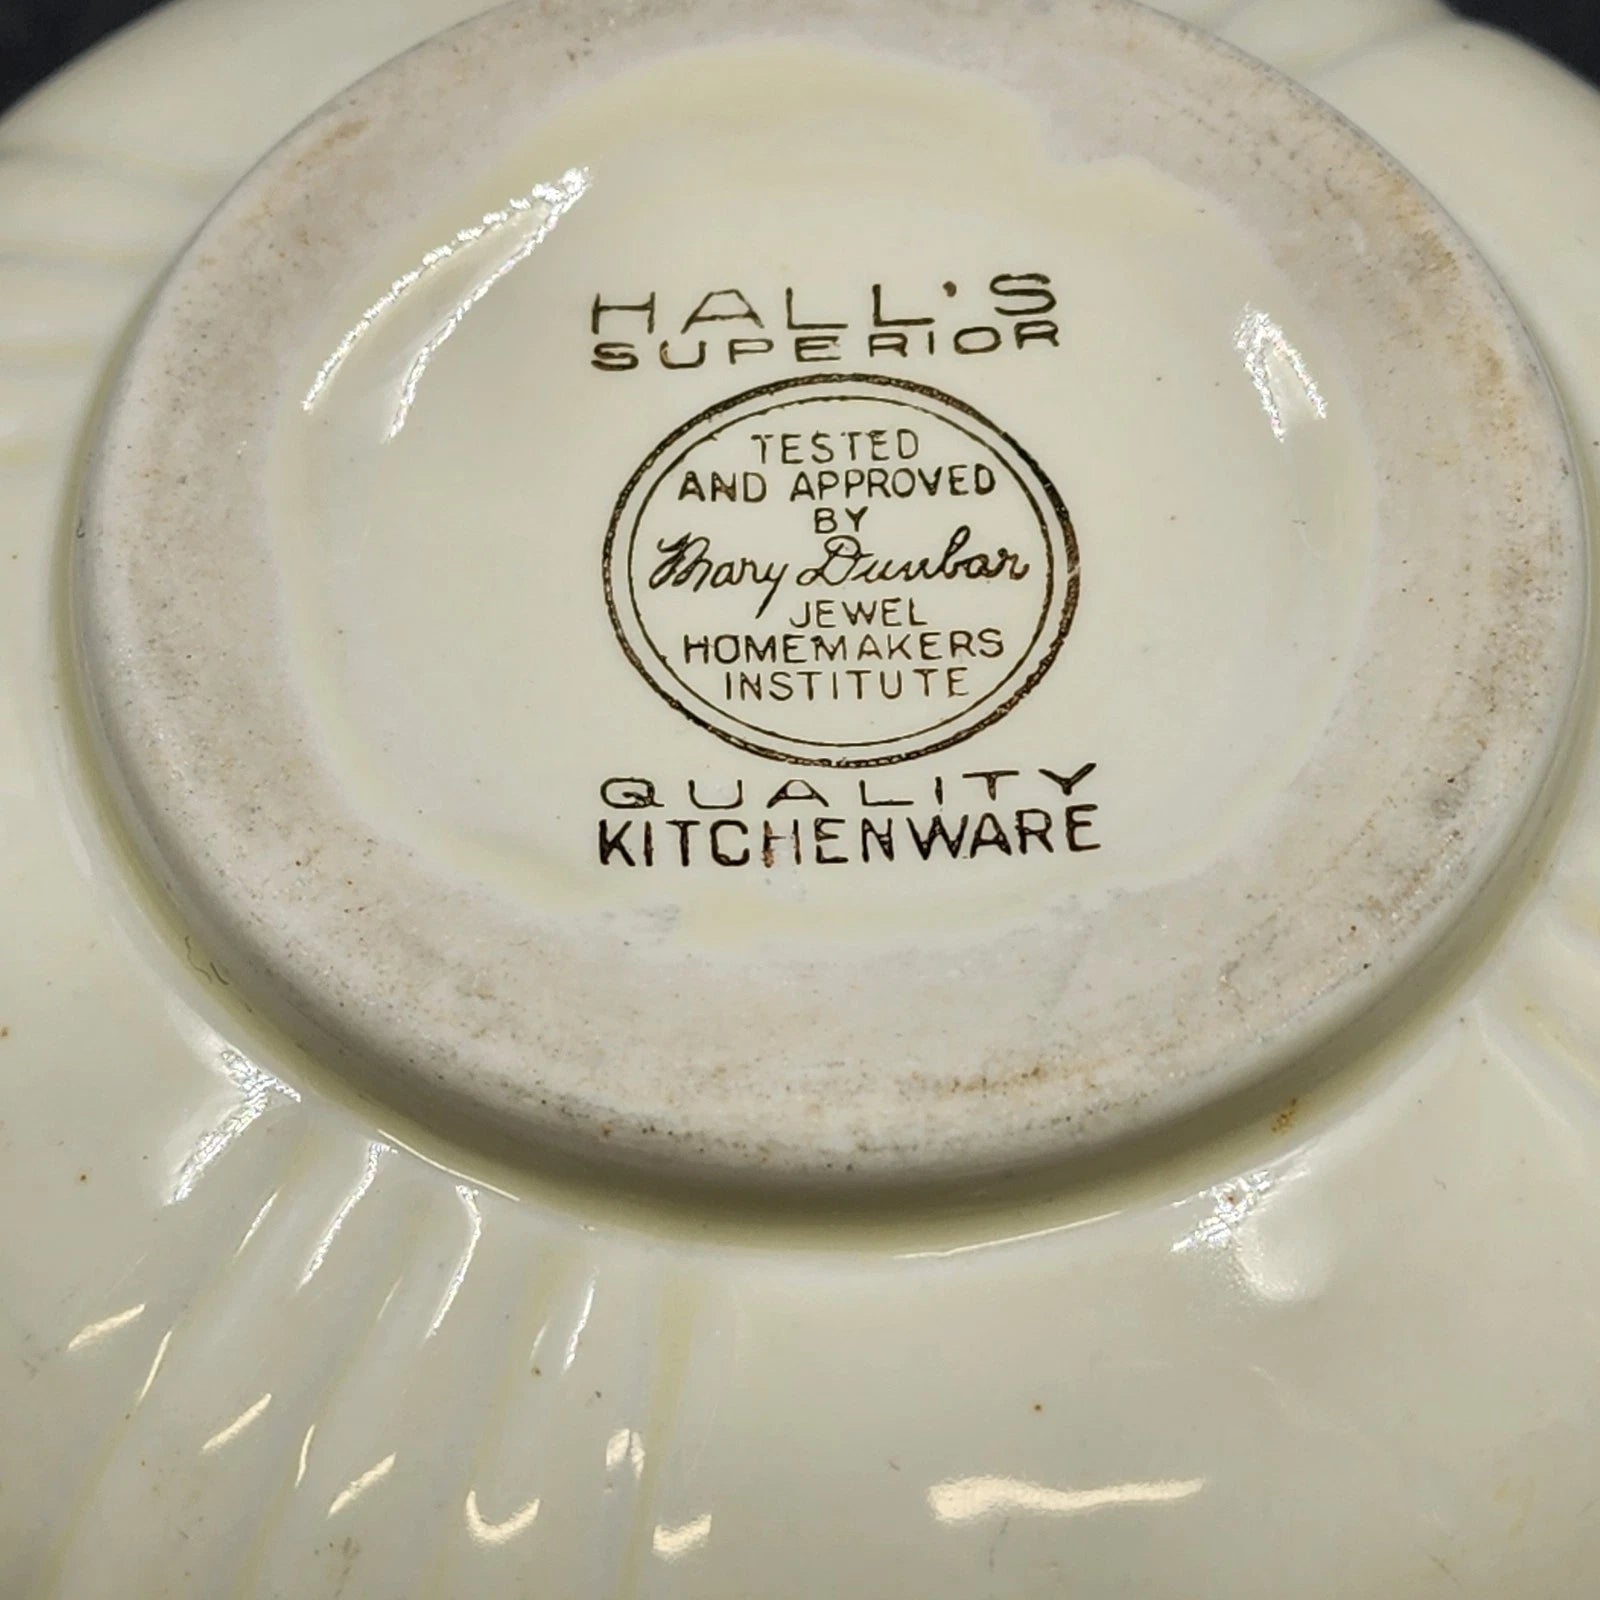 HALL'S
SUPERIOR
TESTED
AND APPROVED
BY
Mary Dunbar
JEWEL
HOMEMAKERS
INSTITUTE
QUALITY
KITCHENWARE